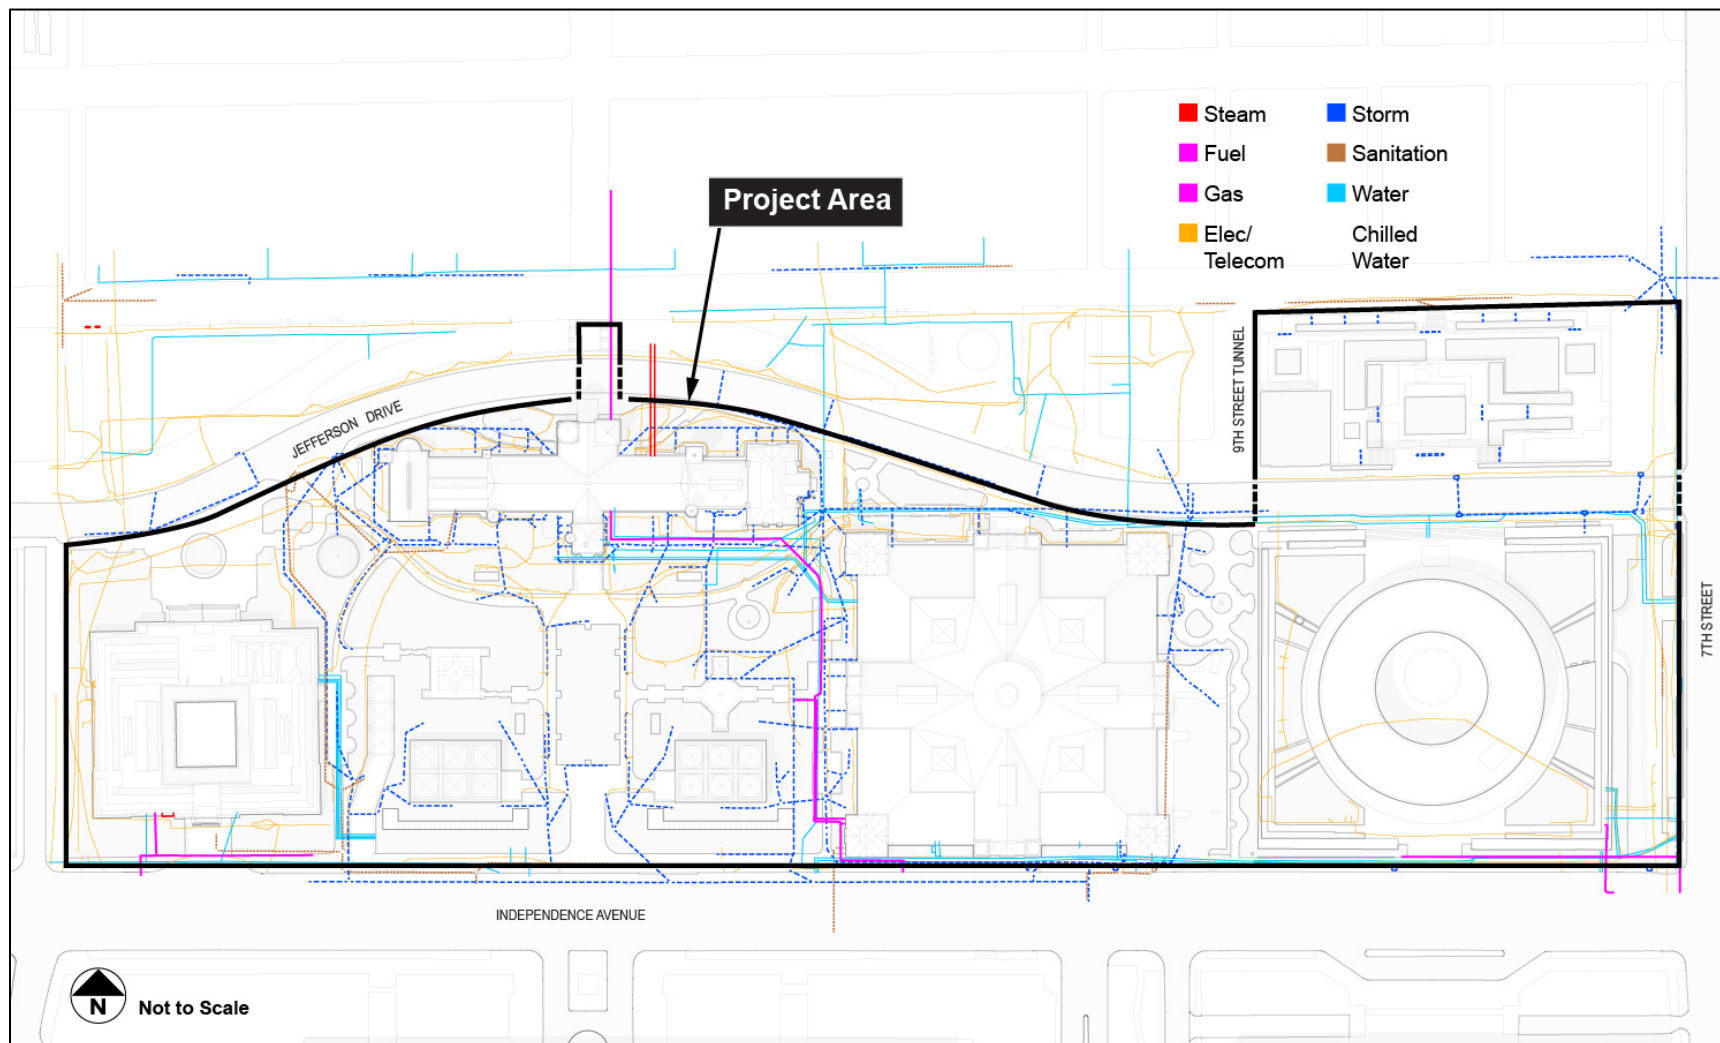 Steam
Storm
Fuel
Sanitation
Gas
Water
Elec/
Telecom
Chilled
Water
Project Area
JEFFERSON DRIVE
9TH STREET TUNNEL
7TH STREET
INDEPENDENCE AVENUE
N
Not to Scale